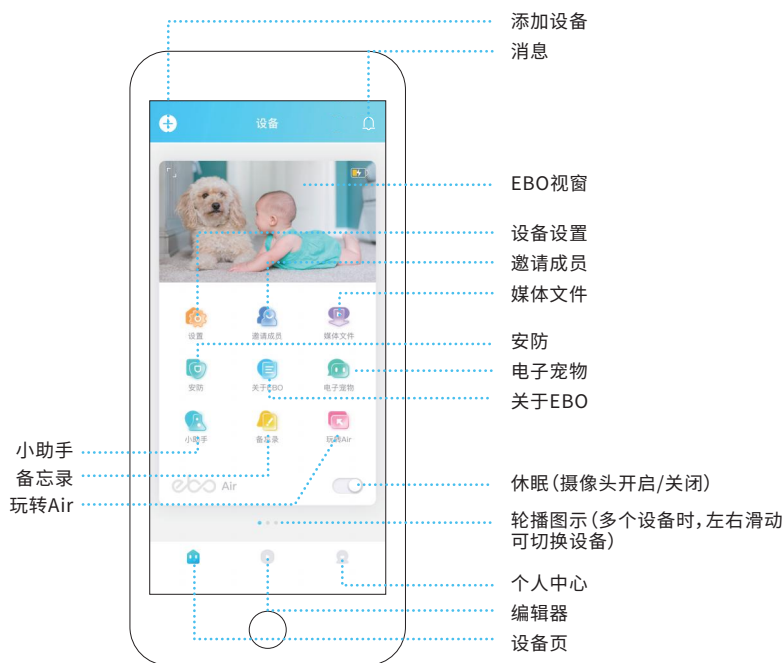 添加设备
消息
设备
EBO视窗
设备设置
邀请成员
媒体文件
设置
邀请成员
媒体文件
安防
电子宠物
关于EBO
安防
关于EBO
电子宠物
小助手
备忘录
玩转Air
小助手
备忘录
玩转Air
ebo Air
休眠(摄像头开启/关闭)
轮播图示(多个设备时,左右滑动
可切换设备)
个人中心
编辑器
设备页